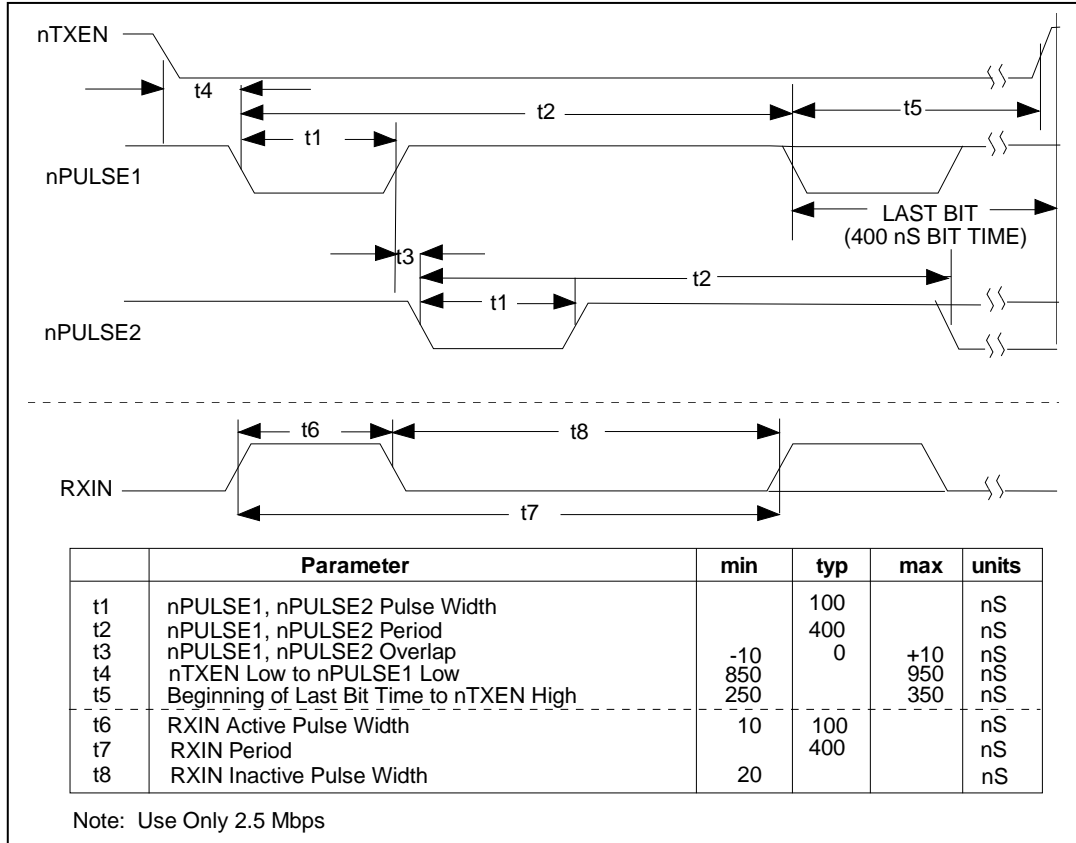 nTXEN
t4
t2
t5
t1
nPULSE1
LAST BIT
(400 nS BIT TIME)
t3
t2
t1
nPULSE2
t6
t8
RXIN
t7
Parameter min typ max units
t1 nPULSE1, nPULSE2 Pulse Width 100 nS
t2 nPULSE1, nPULSE2 Period 400 nS
t3 nPULSE1, nPULSE2 Overlap -10 0 +10 nS
t4 nTXEN Low to nPULSE1 Low 850 950 nS
t5 Beginning of Last Bit Time to nTXEN High 250 350 nS
t6 RXIN Active Pulse Width 10 100 nS
t7 RXIN Period 400 nS
t8 RXIN Inactive Pulse Width 20 nS
Note: Use Only 2.5 Mbps